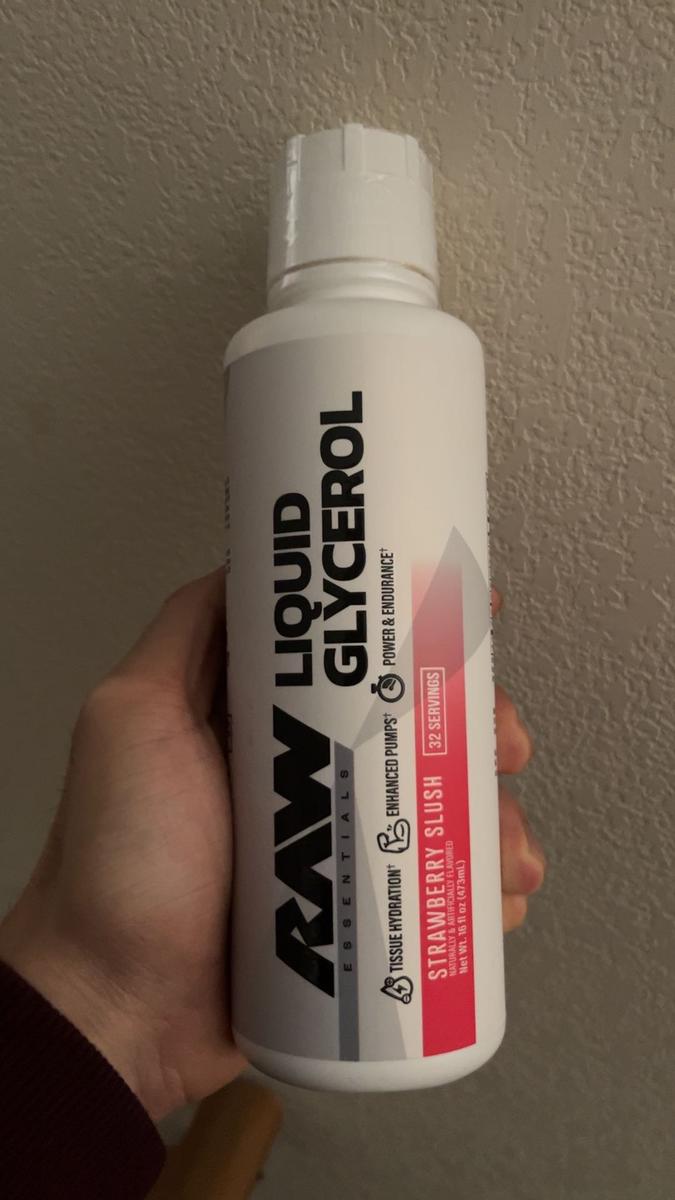 RAW
ESSENTIALS
LIQUID
GLYCEROL
TISSUE HYDRATION†
ENHANCED PUMPS†
POWER & ENDURANCE†
STRAWBERRY SLUSH
32 SERVINGS
NATURALLY & ARTIFICIALLY FLAVORED
Net Wt. 16 fl oz (473mL)